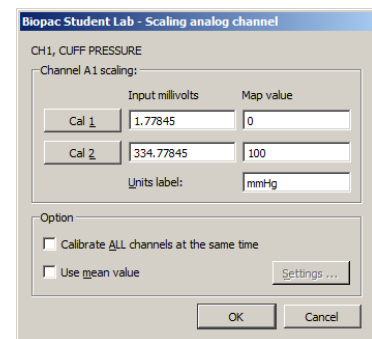 Biopac Student Lab - Scaling analog channel
CH1, CUFF PRESSURE
Channel A1 scaling:
Input millivolts Map value
Cal 1 1.77845 0
Cal 2 334.77845 100
Units label: mmHg
Option
Calibrate ALL channels at the same time
Use mean value Settings ...
OK Cancel